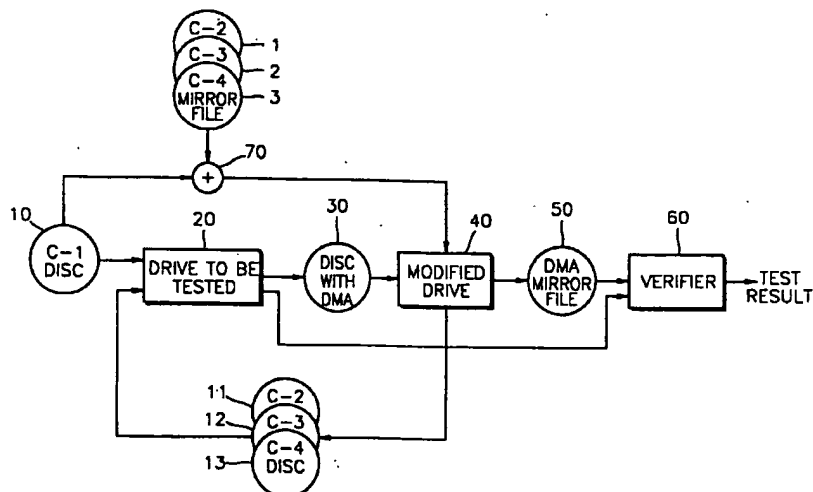 C-2
1
C-3
2
C-4
MIRROR
FILE
3
70
+
10
C-1
DISC
20
DRIVE TO BE
TESTED
30
DISC
WITH
DMA
40
MODIFIED
DRIVE
50
DMA
MIRROR
FILE
60
VERIFIER
TEST
RESULT
11
C-2
12
C-3
13
C-4
DISC